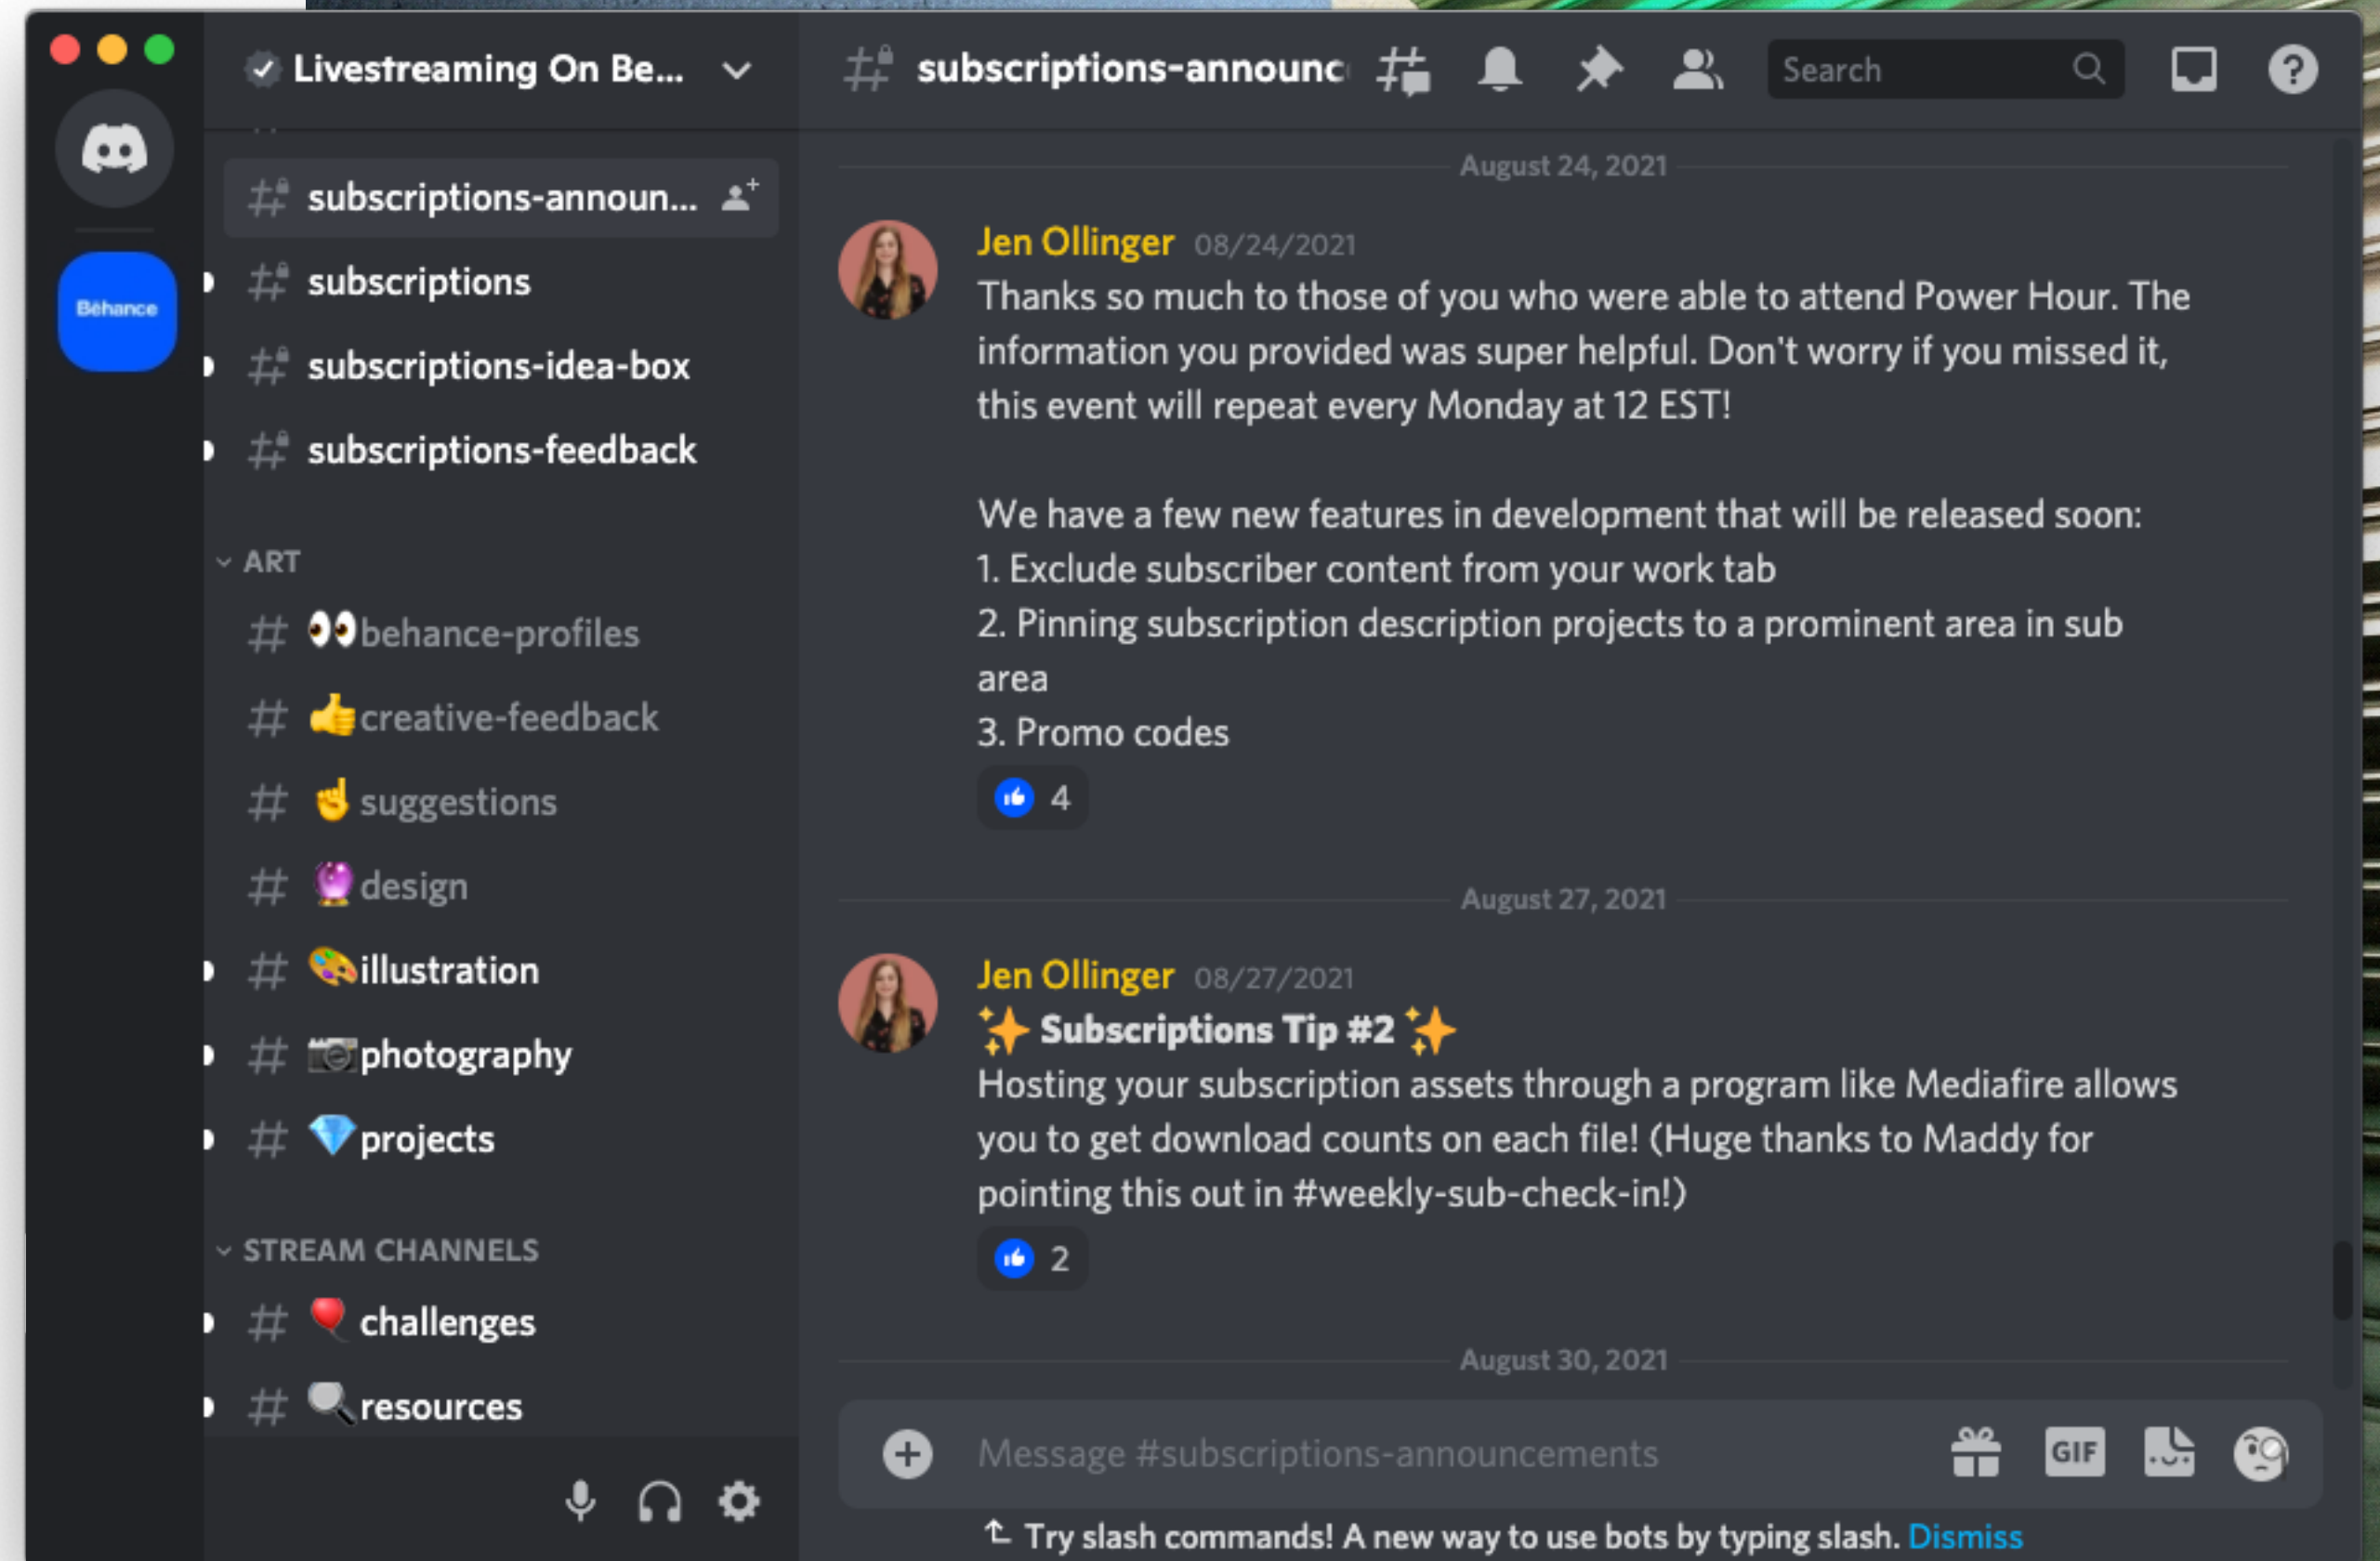 Livestreaming On Be...
subscriptions-announ...
subscriptions
subscriptions-idea-box
subscriptions-feedback
ART
behance-profiles
creative-feedback
suggestions
design
illustration
photography
projects
STREAM CHANNELS
challenges
resources
Bēhance
subscriptions-announc
Search
August 24, 2021
Jen Ollinger 08/24/2021
Thanks so much to those of you who were able to attend Power Hour. The
information you provided was super helpful. Don't worry if you missed it,
this event will repeat every Monday at 12 EST!
We have a few new features in development that will be released soon:
1. Exclude subscriber content from your work tab
2. Pinning subscription description projects to a prominent area in sub
area
3. Promo codes
4
August 27, 2021
Jen Ollinger 08/27/2021
✨ Subscriptions Tip #2 ✨
Hosting your subscription assets through a program like Mediafire allows
you to get download counts on each file! (Huge thanks to Maddy for
pointing this out in #weekly-sub-check-in!)
2
August 30, 2021
Message #subscriptions-announcements
GIF
Try slash commands! A new way to use bots by typing slash. Dismiss